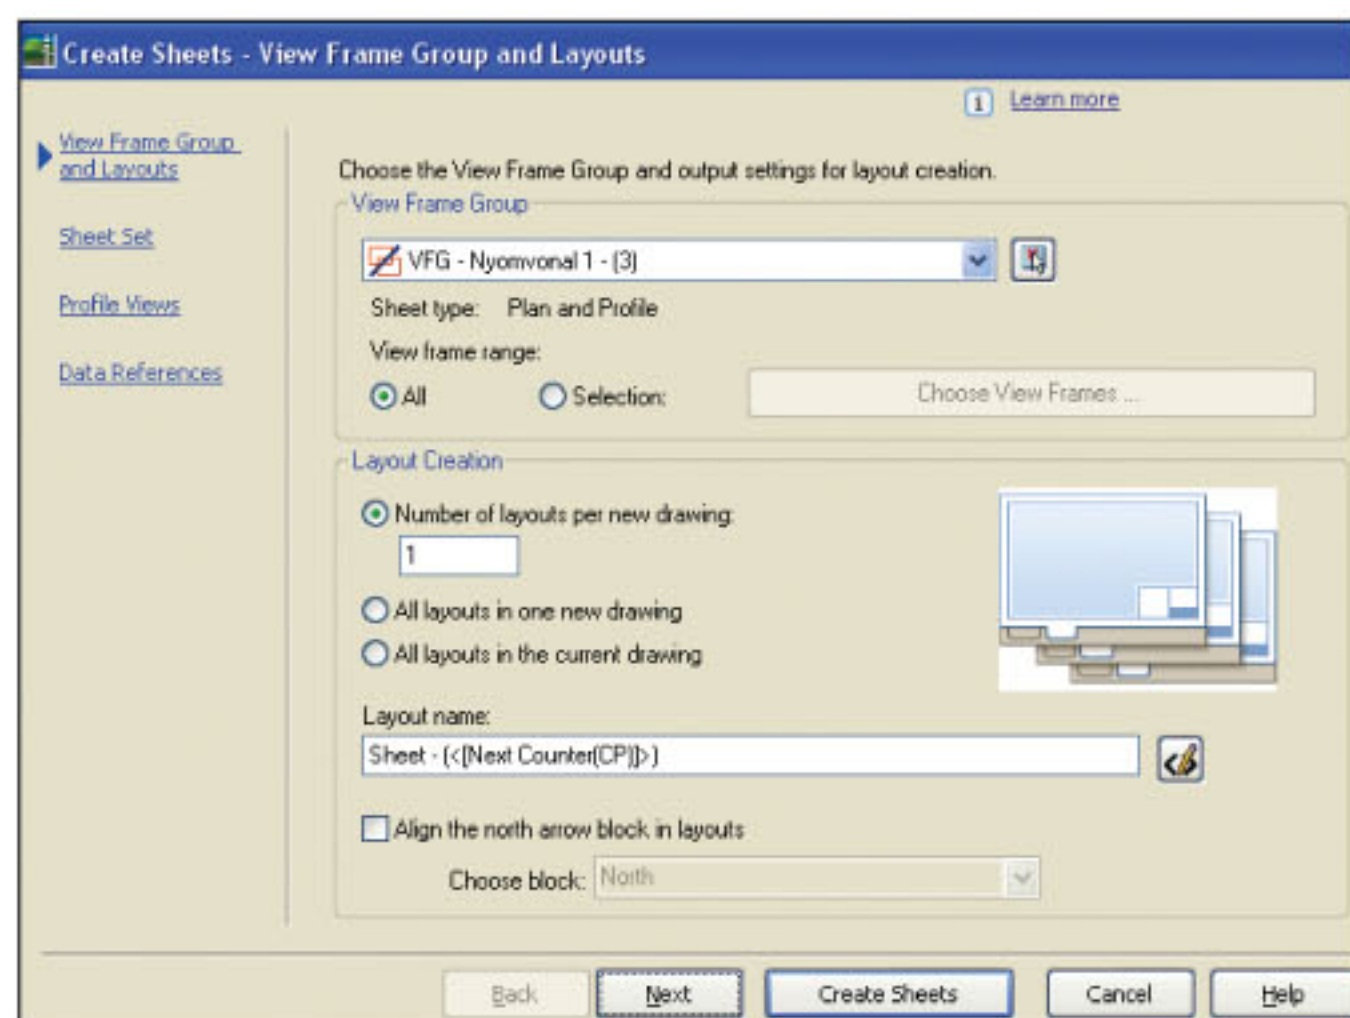 Create Sheets - View Frame Group and Layouts
Learn more
View Frame Group
and Layouts
Sheet Set
Profile Views
Data References
Choose the View Frame Group and output settings for layout creation.
View Frame Group
VFG - Nyomvonal 1 - (3)
Sheet type: Plan and Profile
View frame range:
All Selection: Choose View Frames ...
Layout Creation
Number of layouts per new drawing:
1
All layouts in one new drawing
All layouts in the current drawing
Layout name:
Sheet - (<[Next Counter(CP)]>)
Align the north arrow block in layouts
Choose block: North
Back Next Create Sheets Cancel Help